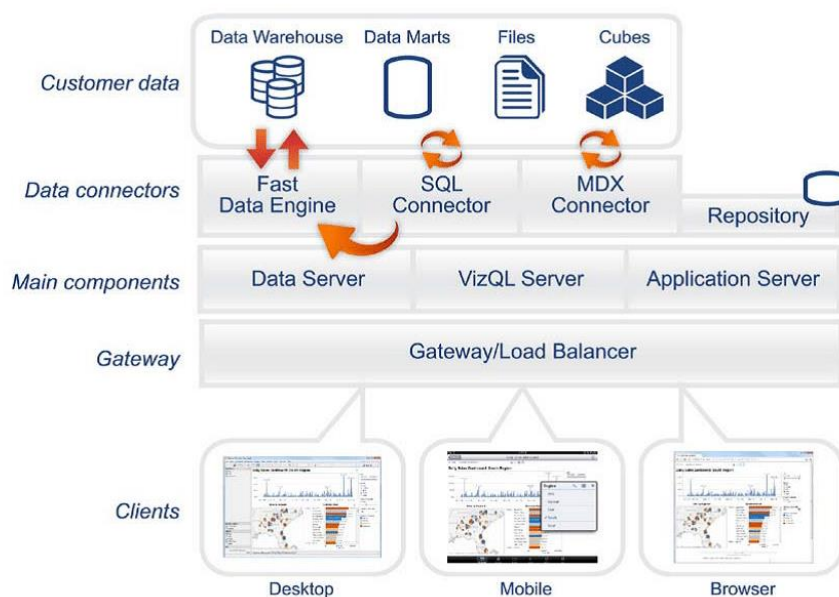 Data Warehouse
Data Marts
Files
Cubes
Customer data
Data connectors
Fast
Data Engine
SQL
Connector
MDX
Connector
Repository
Main components
Data Server
VizQL Server
Application Server
Gateway
Gateway/Load Balancer
Clients
Desktop
Mobile
Browser